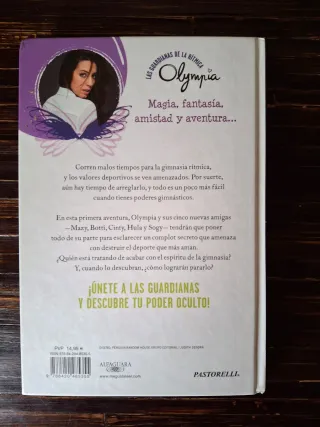 LAS GUARDIANAS DE LA RÍTMICA
Olympia
Magia, fantasía,
amistad y aventura...
Corren malos tiempos para la gimnasia rítmica,
y los valores deportivos se ven amenazados. Por suerte,
aún hay tiempo de arreglarlo, y todo es un poco más fácil
cuando tienes poderes gimnásticos.
En esta primera aventura, Olympia y sus cinco nuevas amigas
—Mazy, Botti, Cinty, Hula y Sogy— tendrán que poner
todo de su parte para esclarecer un complot secreto que amenaza
con destruir el deporte que más aman.
¿Quién está tratando de acabar con el espíritu de la gimnasia?
Y, cuando lo descubran, ¿cómo lograrán pararlo?
¡ÚNETE A LAS GUARDIANAS
Y DESCUBRE TU PODER OCULTO!
PVP
ALFAGUARA
PASTORELLI.